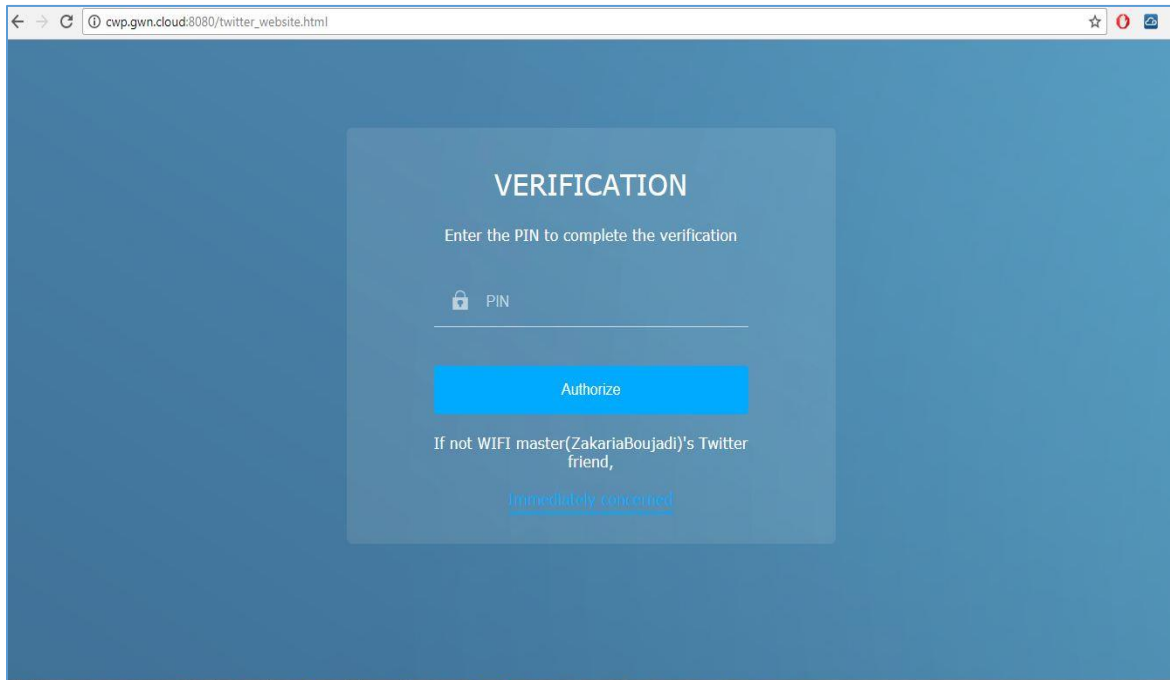 cwp.gwn.cloud:8080/twitter_website.html
VERIFICATION
Enter the PIN to complete the verification
PIN
Authorize
If not WIFI master(ZakariaBoujadi)'s Twitter
friend,
Immediately concerned